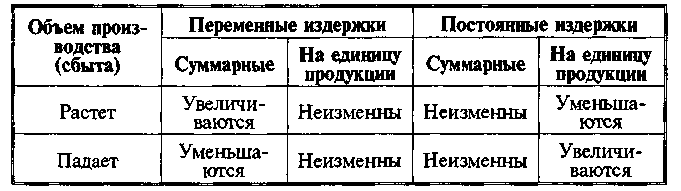 Объем произ-
водства
(сбыта)
Переменные издержки
Постоянные издержки
Суммарные
На единицу
продукции
Суммарные
На единицу
продукции
Растет
Увеличи-
ваются
Неизменны
Неизменны
Уменьша-
ются
Падает
Уменьша-
ются
Неизменны
Неизменны
Увеличи-
ваются